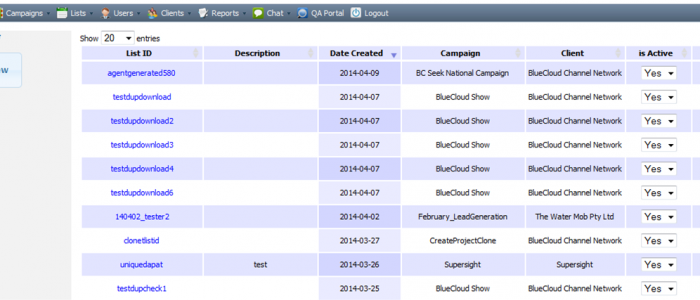 Campaigns Lists Users Clients Reports Chat QA Portal Logout
Show 20 entries
List ID Description Date Created Campaign Client is Active
agentgenerated580 2014-04-09 BC Seek National Campaign BlueCloud Channel Network Yes
testdupdownload 2014-04-07 BlueCloud Show BlueCloud Channel Network Yes
testdupdownload2 2014-04-07 BlueCloud Show BlueCloud Channel Network Yes
testdupdownload3 2014-04-07 BlueCloud Show BlueCloud Channel Network Yes
testdupdownload4 2014-04-07 BlueCloud Show BlueCloud Channel Network Yes
testdupdownload6 2014-04-07 BlueCloud Show BlueCloud Channel Network Yes
140402_tester2 2014-04-02 February_LeadGeneration The Water Mob Pty Ltd Yes
clonetlistid 2014-03-27 CreateProjectClone BlueCloud Channel Network Yes
uniquedapat test 2014-03-26 Supersight Supersight Yes
testdupcheck1 2014-03-25 BlueCloud Show BlueCloud Channel Network Yes